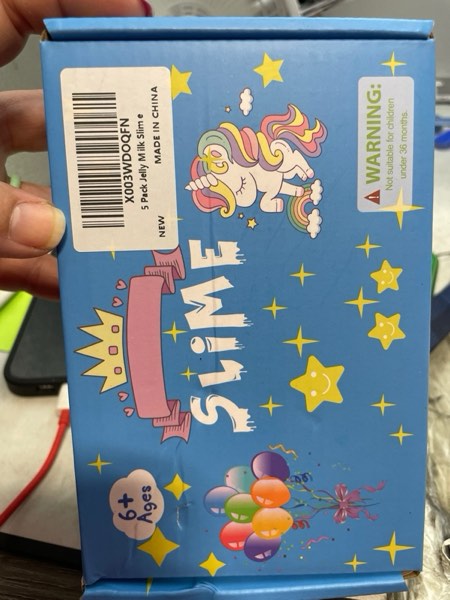 X003WDOQFN
5 Pack Jelly Milk Slime
NEW
MADE IN CHINA
WARNING:
Not suitable for children
under 36 months.
SLiME
6+
Ages